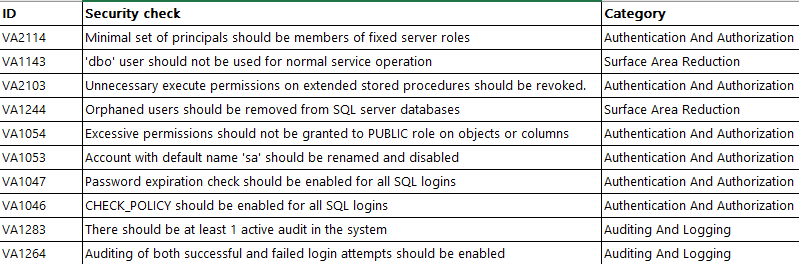 ID Security check Category
VA2114 Minimal set of principals should be members of fixed server roles Authentication And Authorization
VA1143 'dbo' user should not be used for normal service operation Surface Area Reduction
VA2103 Unnecessary execute permissions on extended stored procedures should be revoked. Authentication And Authorization
VA1244 Orphaned users should be removed from SQL server databases Surface Area Reduction
VA1054 Excessive permissions should not be granted to PUBLIC role on objects or columns Authentication And Authorization
VA1053 Account with default name 'sa' should be renamed and disabled Authentication And Authorization
VA1047 Password expiration check should be enabled for all SQL logins Authentication And Authorization
VA1046 CHECK_POLICY should be enabled for all SQL logins Authentication And Authorization
VA1283 There should be at least 1 active audit in the system Auditing And Logging
VA1264 Auditing of both successful and failed login attempts should be enabled Auditing And Logging